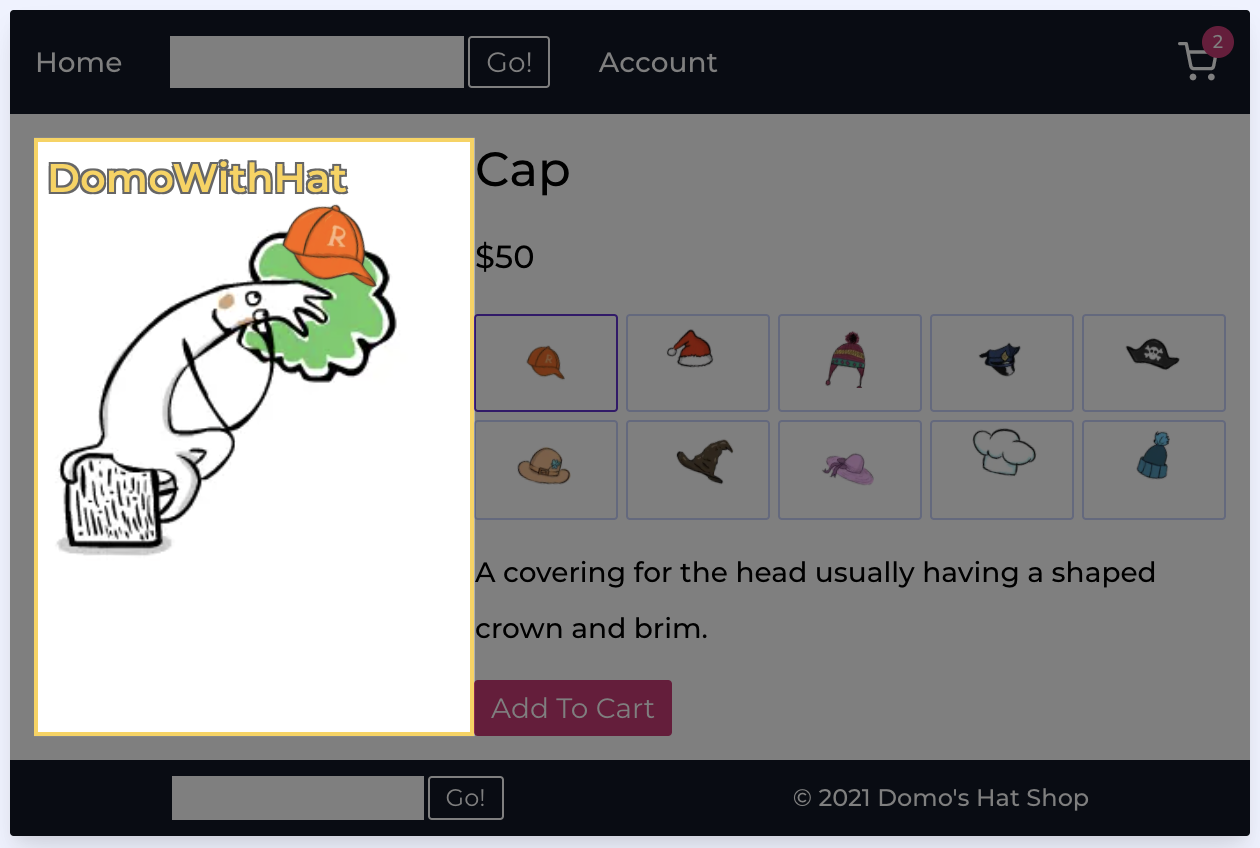 Home
Go!
Account
2
DomoWithHat
R
Cap
$50
R
A covering for the head usually having a shaped
crown and brim.
Add To Cart
Go!
© 2021 Domo's Hat Shop